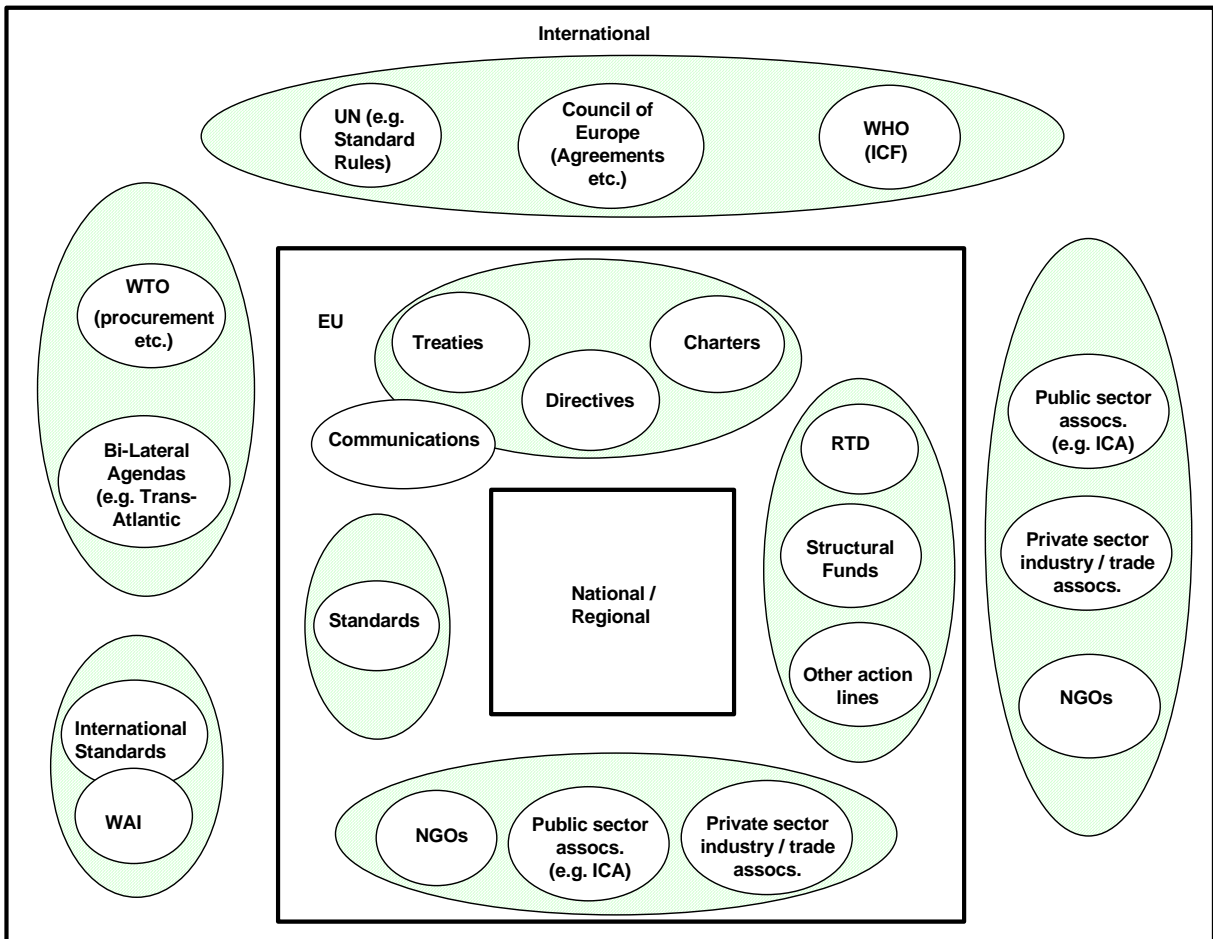 International
UN (e.g.
Standard
Rules)
Council of
Europe
(Agreements
etc.)
WHO
(ICF)
WTO
(procurement
etc.)
Bi-Lateral
Agendas
(e.g. Trans-
Atlantic
International
Standards
WAI
EU
Treaties
Charters
Directives
Communications
RTD
Structural
Funds
Other action
lines
Standards
National /
Regional
NGOs
Public sector
assocs.
(e.g. ICA)
Private sector
industry / trade
assocs.
Public sector
assocs.
(e.g. ICA)
Private sector
industry / trade
assocs.
NGOs